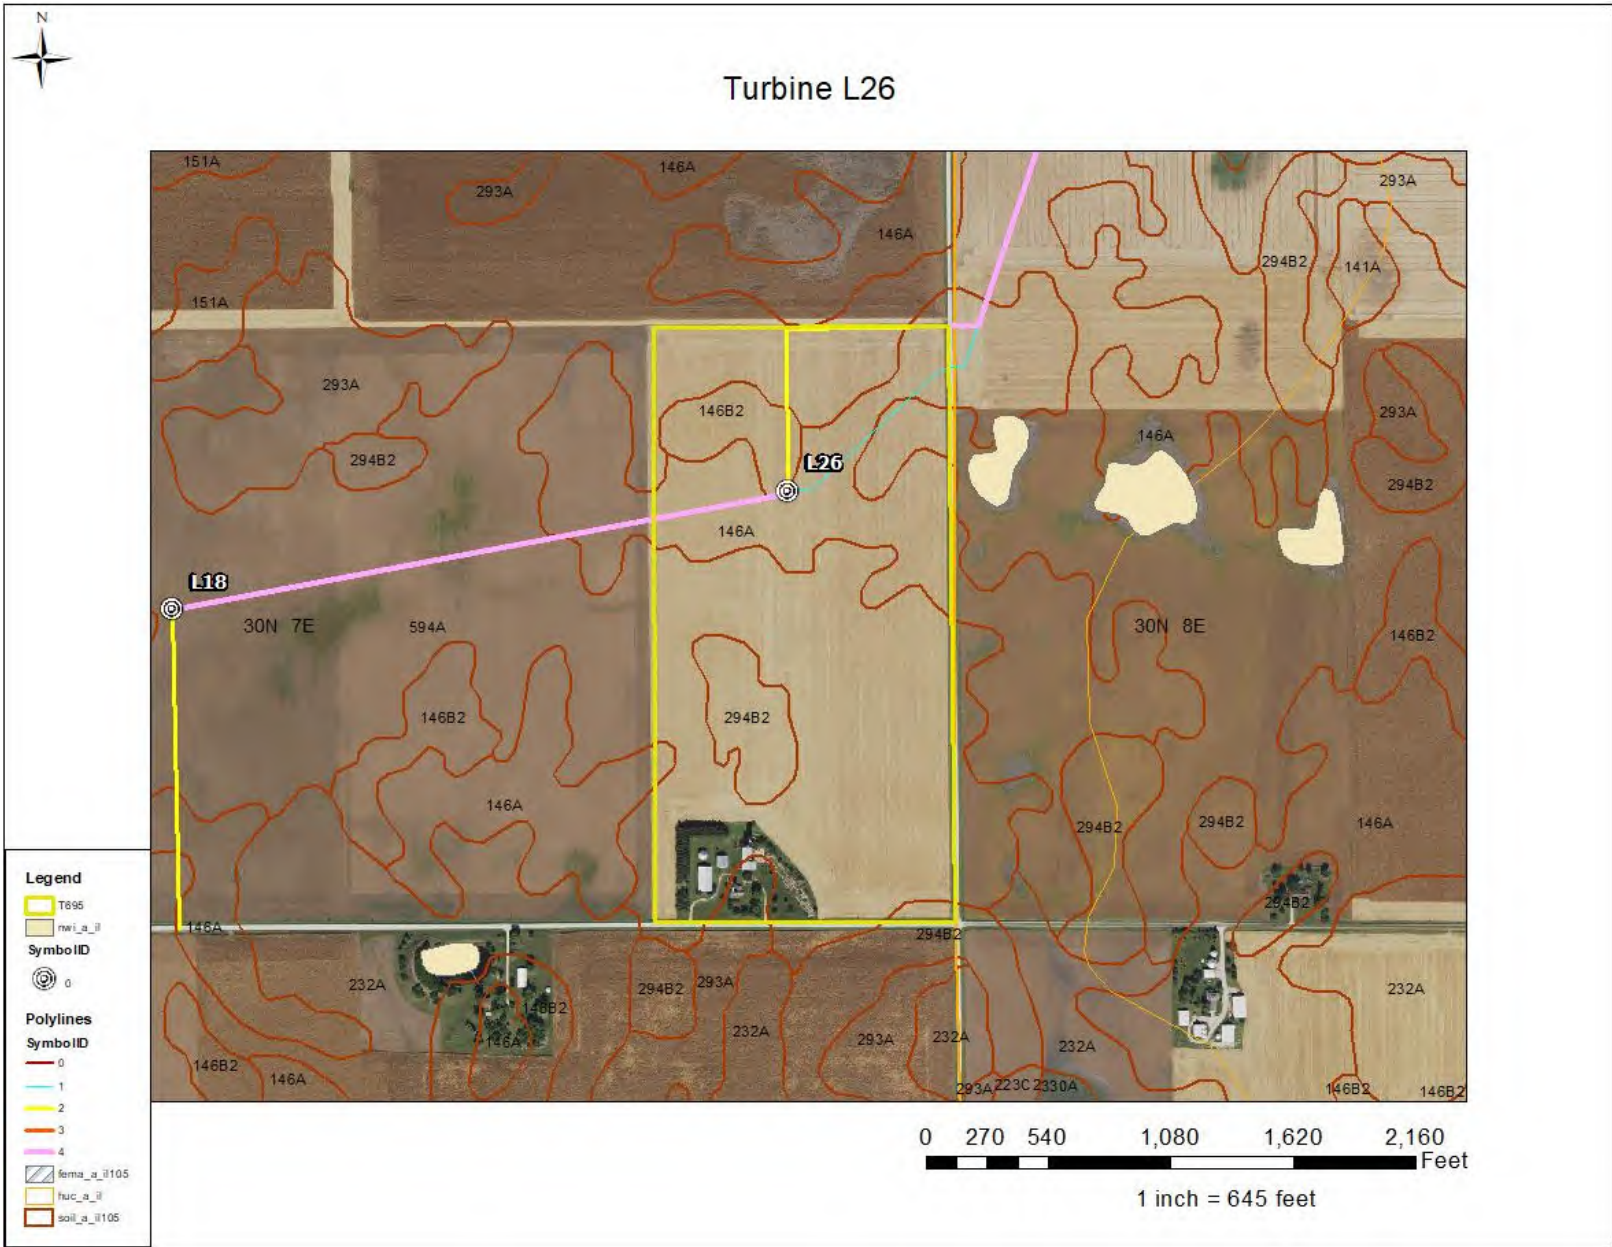 N
Turbine L26
151A
293A
146A
293A
146A
294B2
141A
151A
293A
146B2
293A
146A
294B2
L26
294B2
146A
L18
30N 7E
594A
30N 8E
146B2
146B2
294B2
146A
294B2
294B2
146A
294B2
146A
294B2
232A
294B2
293A
232A
148B2
232A
293A
232A
232A
146A
146B2
146A
293A
223C
2330A
146B2
146B2
Legend
T695
nwi_a_il
SymbolID
0
Polylines
SymbolID
0
1
2
3
4
fema_a_il105
huc_a_il
soil_a_il105
0 270 540 1,080 1,620 2,160
Feet
1 inch = 645 feet